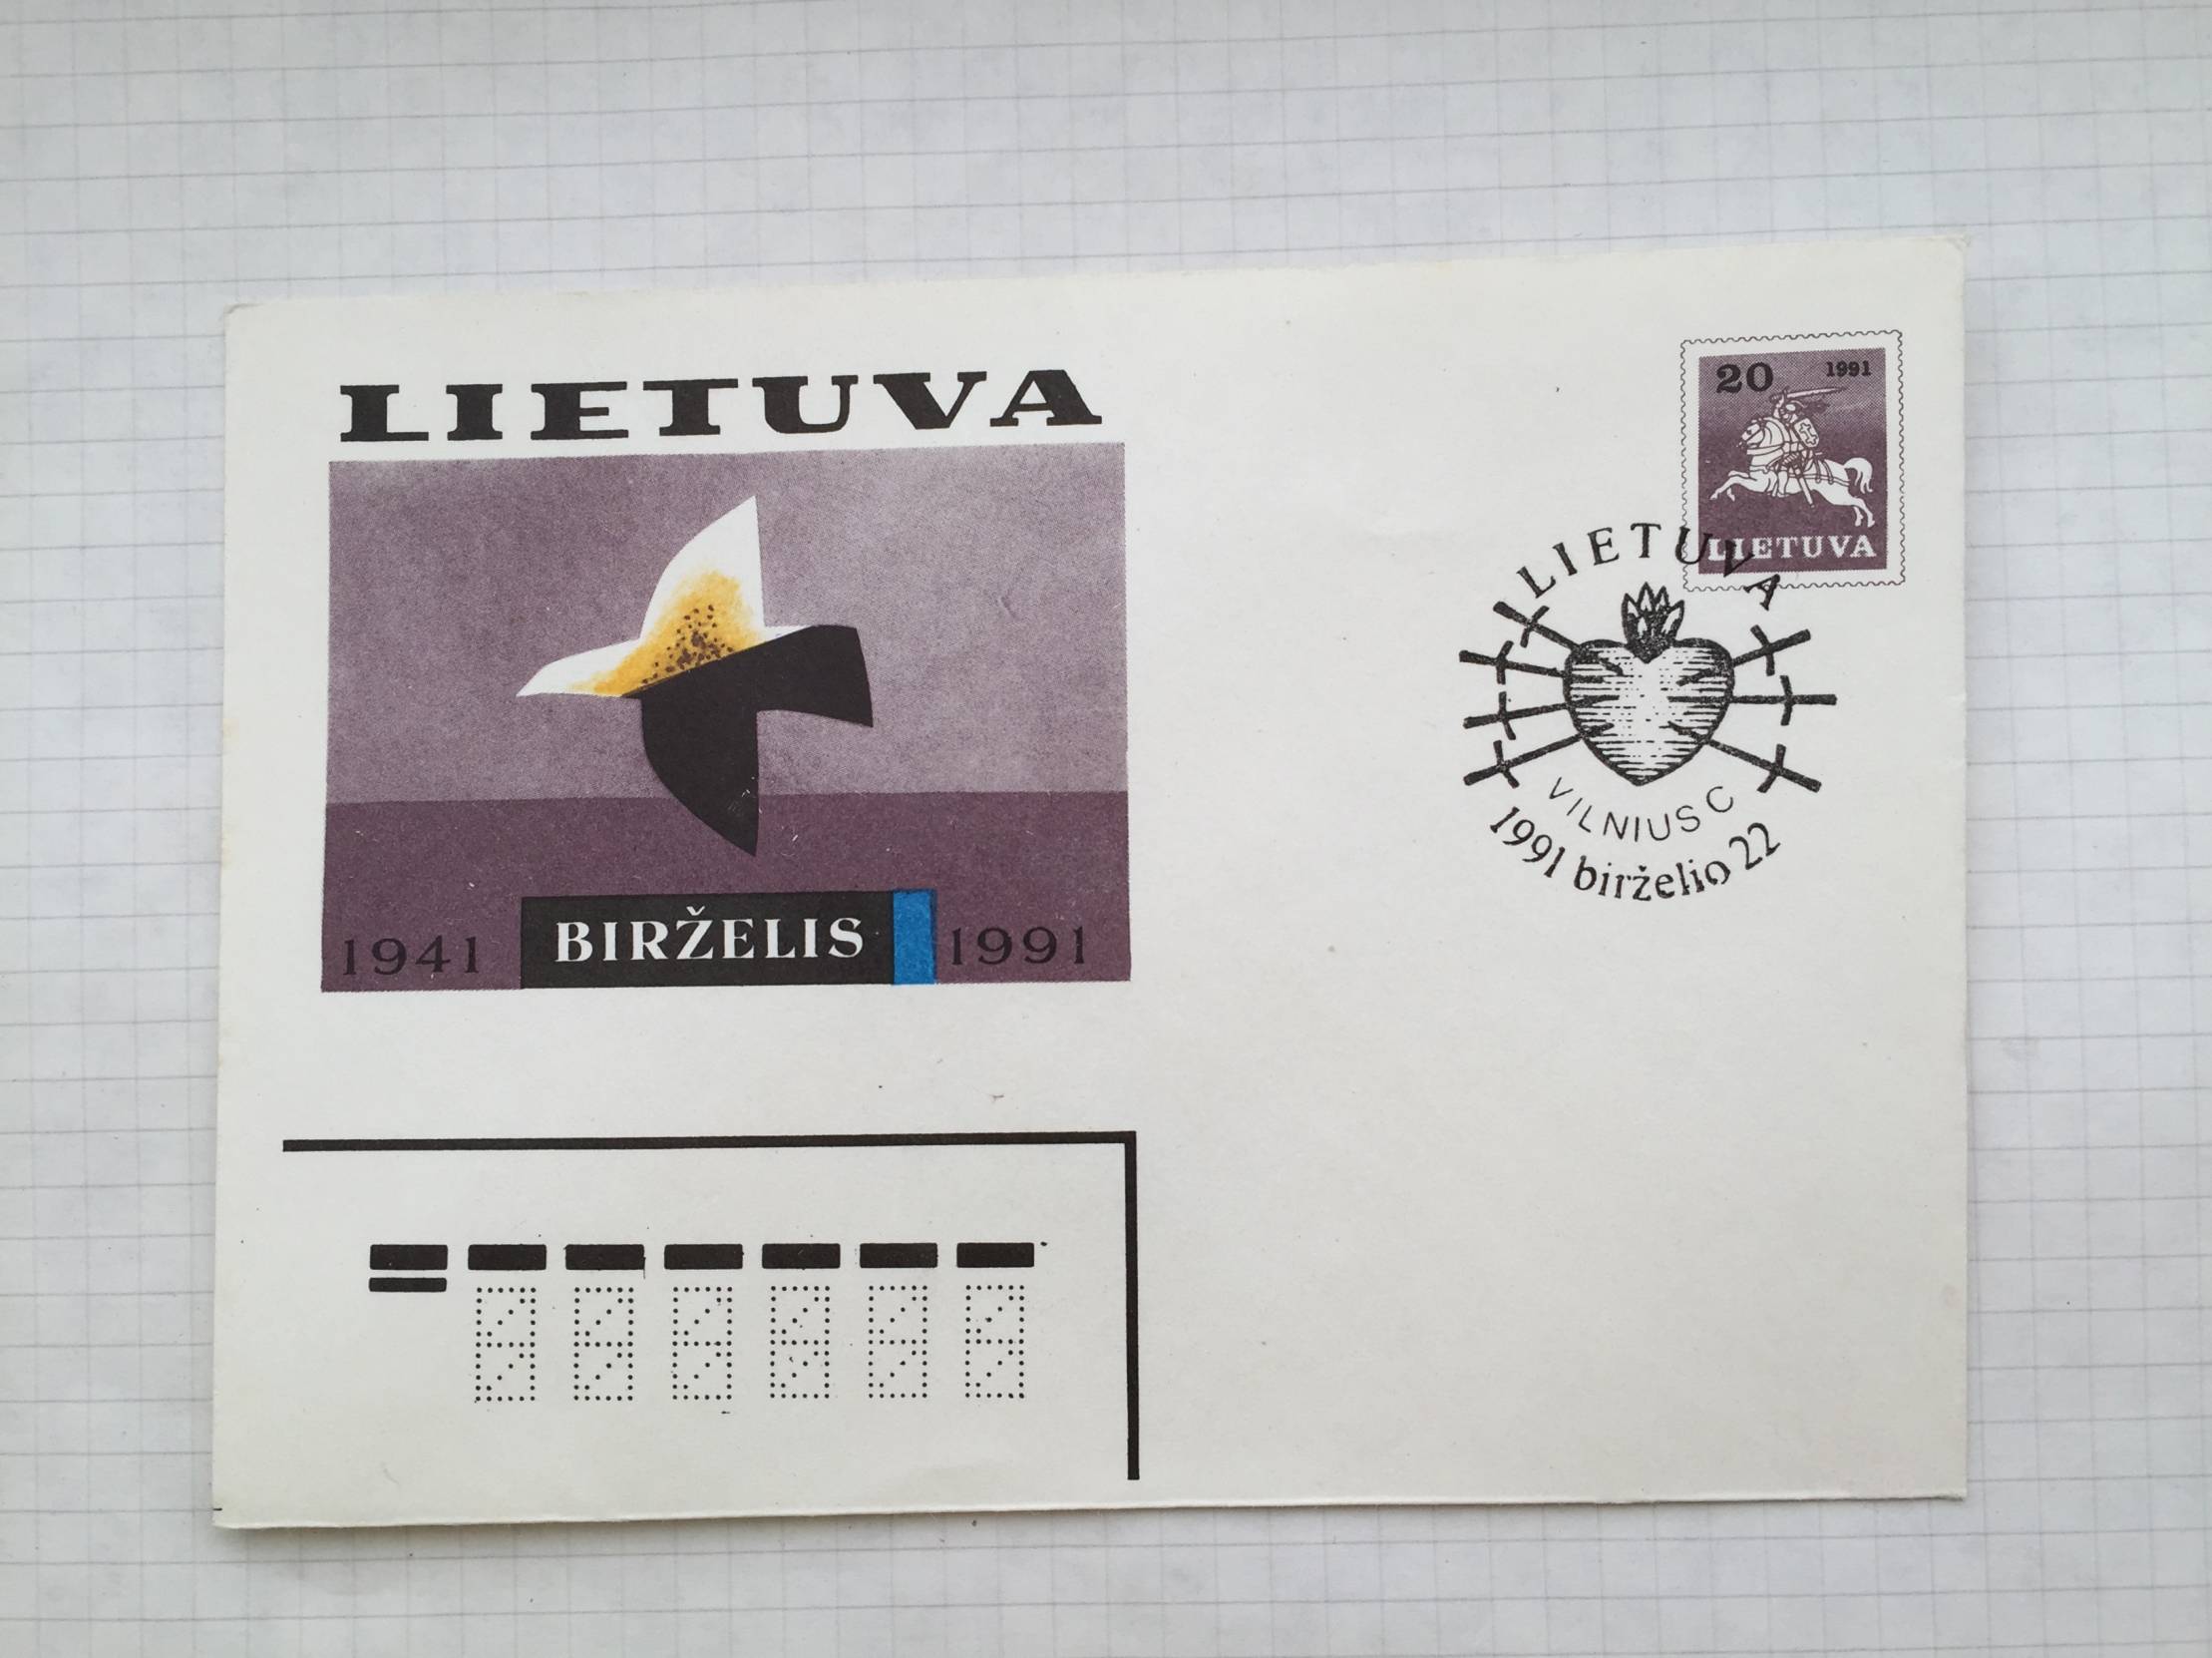 LIETUVA
1941 BIRŽELIS 1991
20 1991
LIETUVA
LIETUVA
VILNIUS C
1991 birželio 22